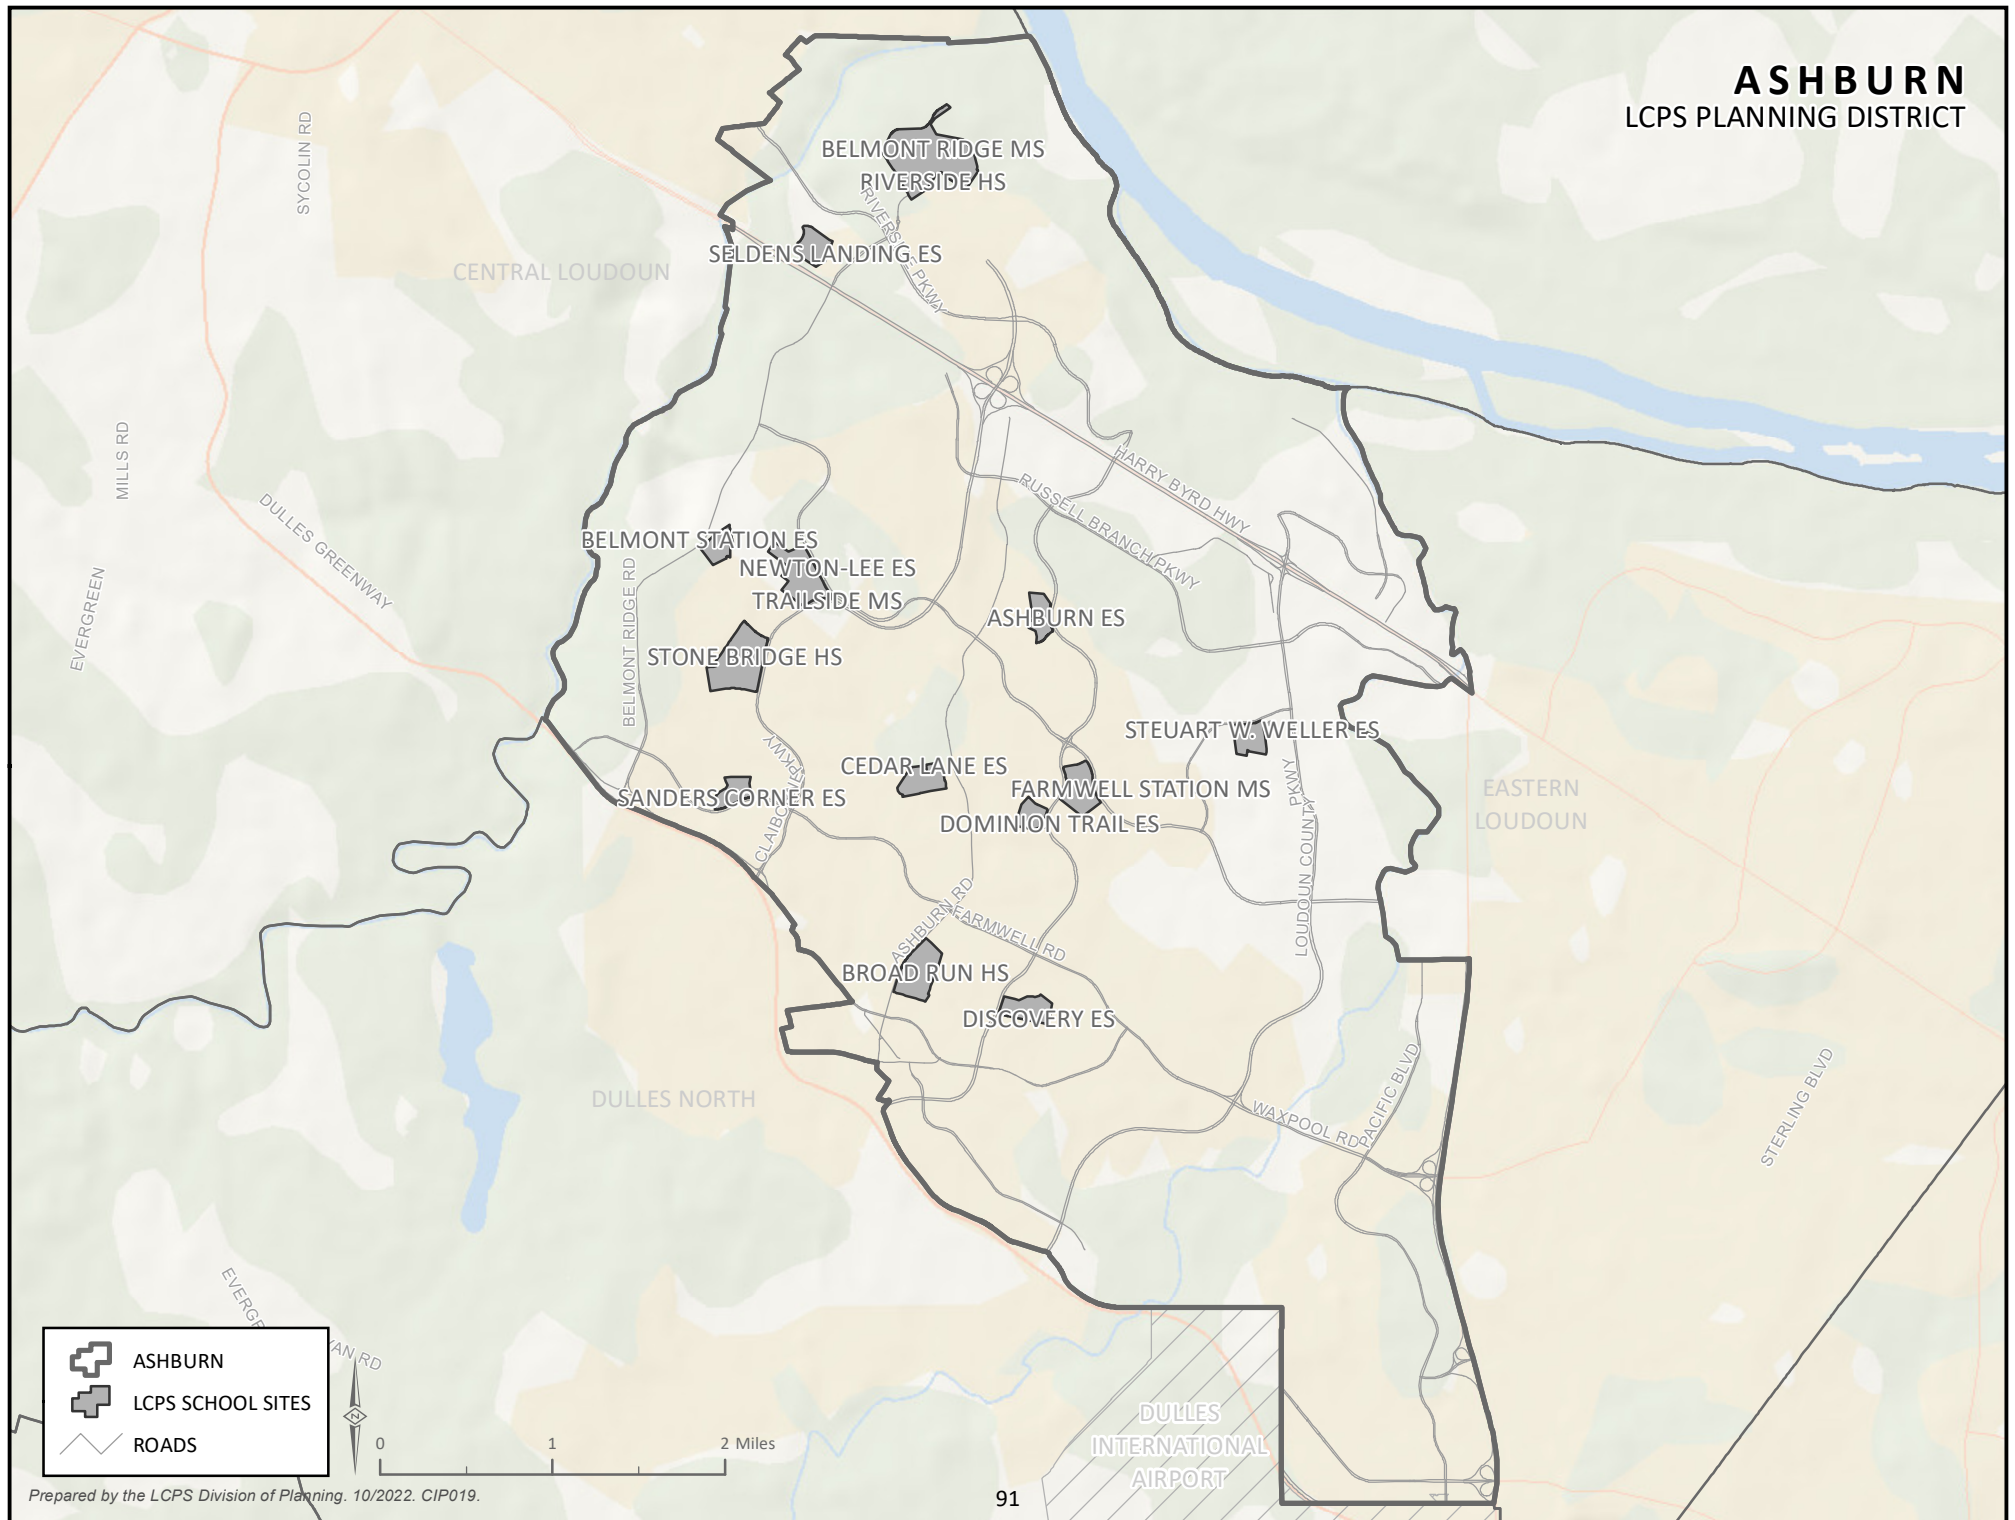 ASHBURN
LCPS PLANNING DISTRICT
SYCOLIN RD
BELMONT RIDGE MS
RIVERSIDE HS
RIVERSIDE PKWY
SELDENS LANDING ES
CENTRAL LOUDOUN
MILLS RD
EVERGREEN
DULLES GREENWAY
HARRY BYRD HWY
RUSSELL BRANCH PKWY
BELMONT STATION ES
NEWTON-LEE ES
TRAILSIDE MS
ASHBURN ES
BELMONT RIDGE RD
STONE BRIDGE HS
STEUART W. WELLER ES
CLAIBORNE PKWY
CEDAR LANE ES
SANDERS CORNER ES
FARMWELL STATION MS
DOMINION TRAIL ES
LOUDOUN COUNTY PKWY
EASTERN
LOUDOUN
ASHBURN RD
FARMWELL RD
BROAD RUN HS
DISCOVERY ES
DULLES NORTH
WAXPOOL RD
PACIFIC BLVD
STERLING BLVD
EVERGR
AN RD
ASHBURN
LCPS SCHOOL SITES
ROADS
N
0 1 2 Miles
DULLES
INTERNATIONAL
AIRPORT
Prepared by the LCPS Division of Planning. 10/2022. CIP019.
91